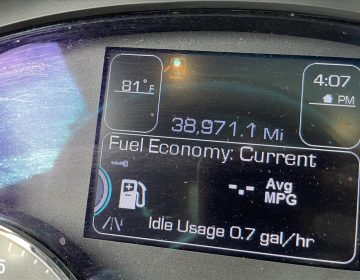 81°F
4:07
PM
38,971.1 Mi
Fuel Economy: Current
-.- Avg
MPG
Idle Usage 0.7 gal/hr